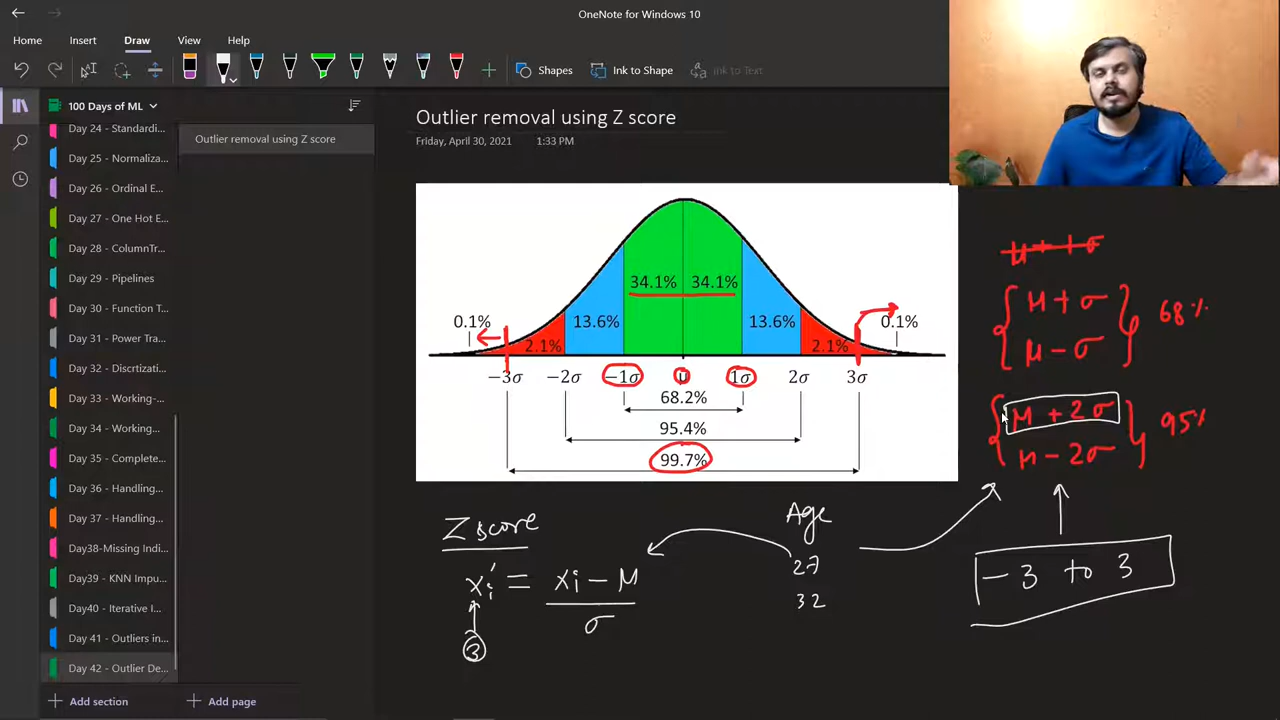 OneNote for Windows 10
Home Insert Draw View Help
Shapes Ink to Shape Ink to Text
100 Days of ML
Day 24 - Standardi...
Day 25 - Normaliza...
Day 26 - Ordinal E...
Day 27 - One Hot E...
Day 28 - ColumnTr...
Day 29 - Pipelines
Day 30 - Function T...
Day 31 - Power Tra...
Day 32 - Discrtizati...
Day 33 - Working-...
Day 34 - Working...
Day 35 - Complete...
Day 36 - Handling...
Day 37 - Handling...
Day38-Missing Indi...
Day39 - KNN Impu...
Day40 - Iterative I...
Day 41 - Outliers in...
Day 42 - Outlier De...
Add section
Outlier removal using Z score
Add page
Outlier removal using Z score
Friday, April 30, 2021 1:33 PM
34.1% 34.1%
0.1% 13.6% 13.6% 0.1%
2.1% 2.1%
−3σ −2σ −1σ μ 1σ 2σ 3σ
68.2%
95.4%
99.7%
μ + 1σ
μ + σ
68%
μ − σ
μ + 2σ
95%
μ − 2σ
−3 to 3
Z score
xi′ = xi − μ
σ
3
Age
27
32